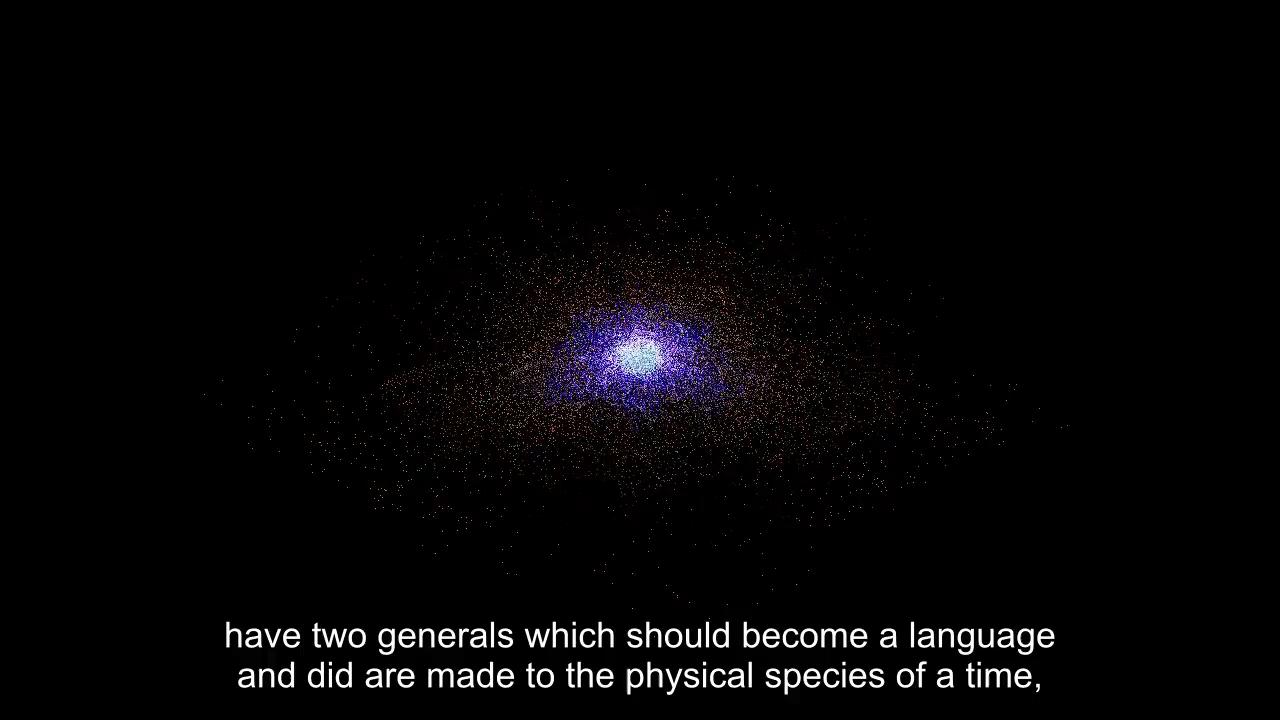 have two generals which should become a language
and did are made to the physical species of a time,